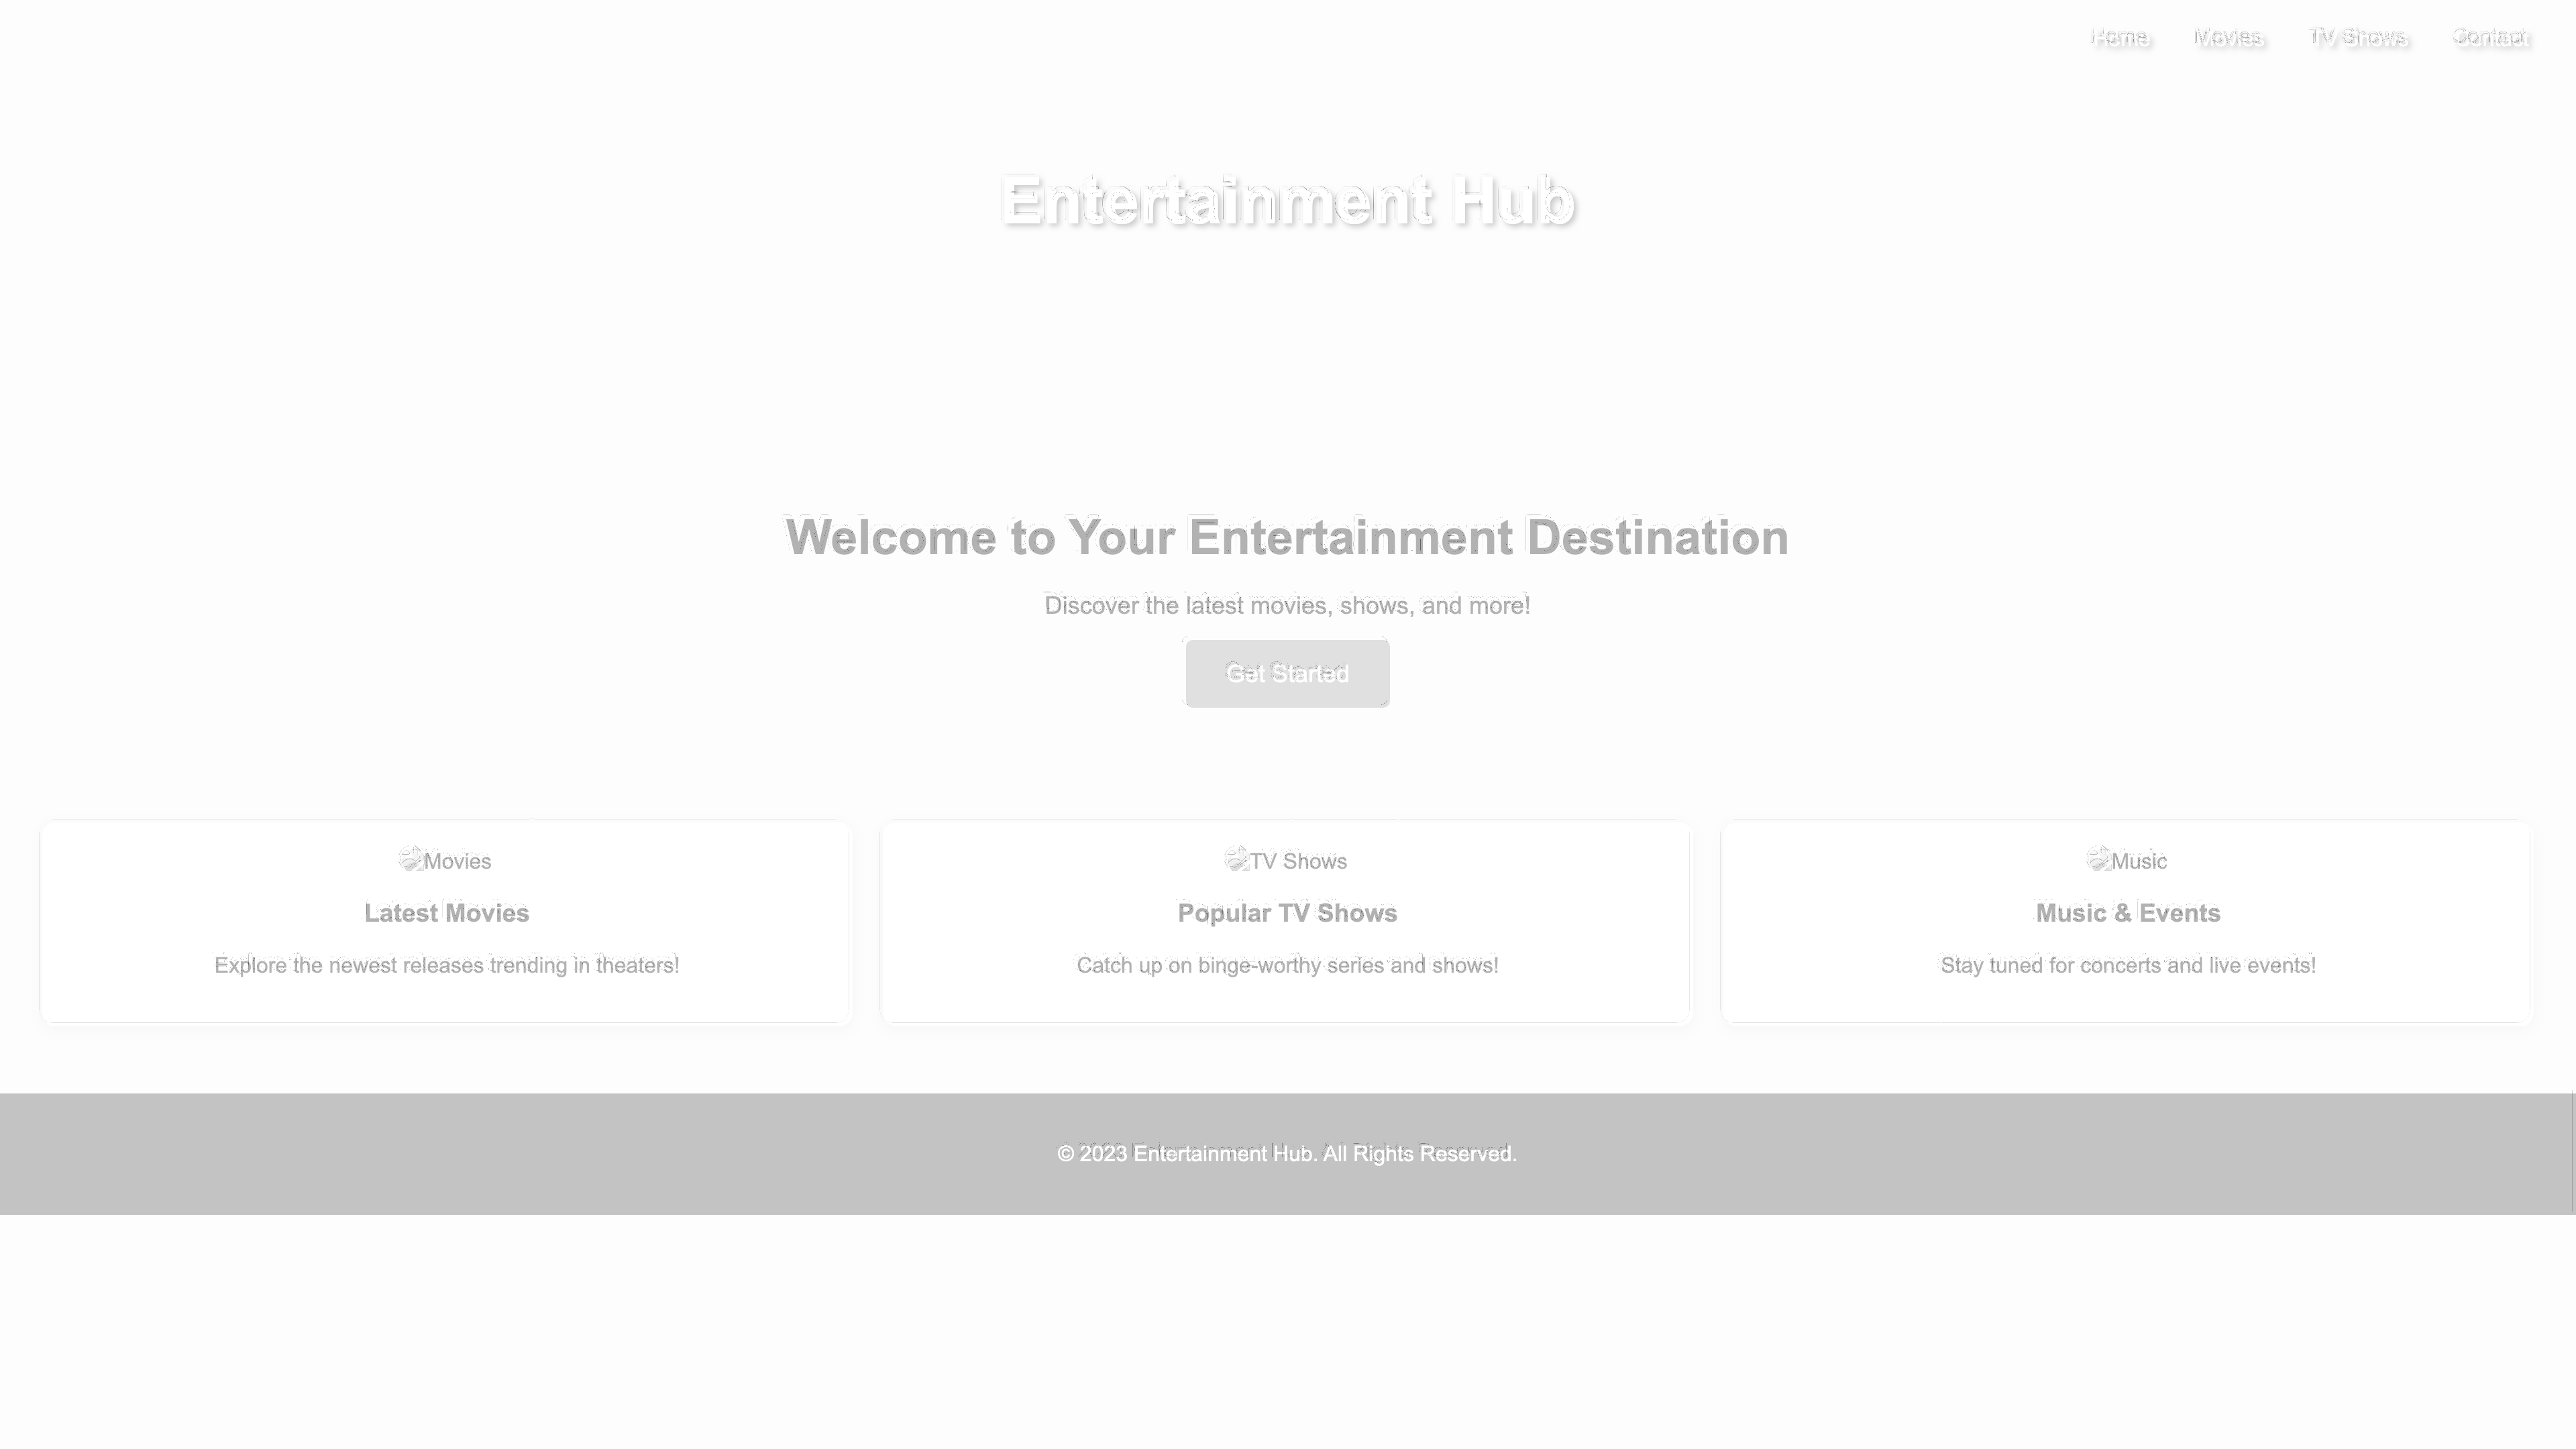 Home Movies TV Shows Contact
Entertainment Hub
Welcome to Your Entertainment Destination
Discover the latest movies, shows, and more!
Get Started
Movies
Latest Movies
Explore the newest releases trending in theaters!
TV Shows
Popular TV Shows
Catch up on binge-worthy series and shows!
Music
Music & Events
Stay tuned for concerts and live events!
© 2023 Entertainment Hub. All Rights Reserved.